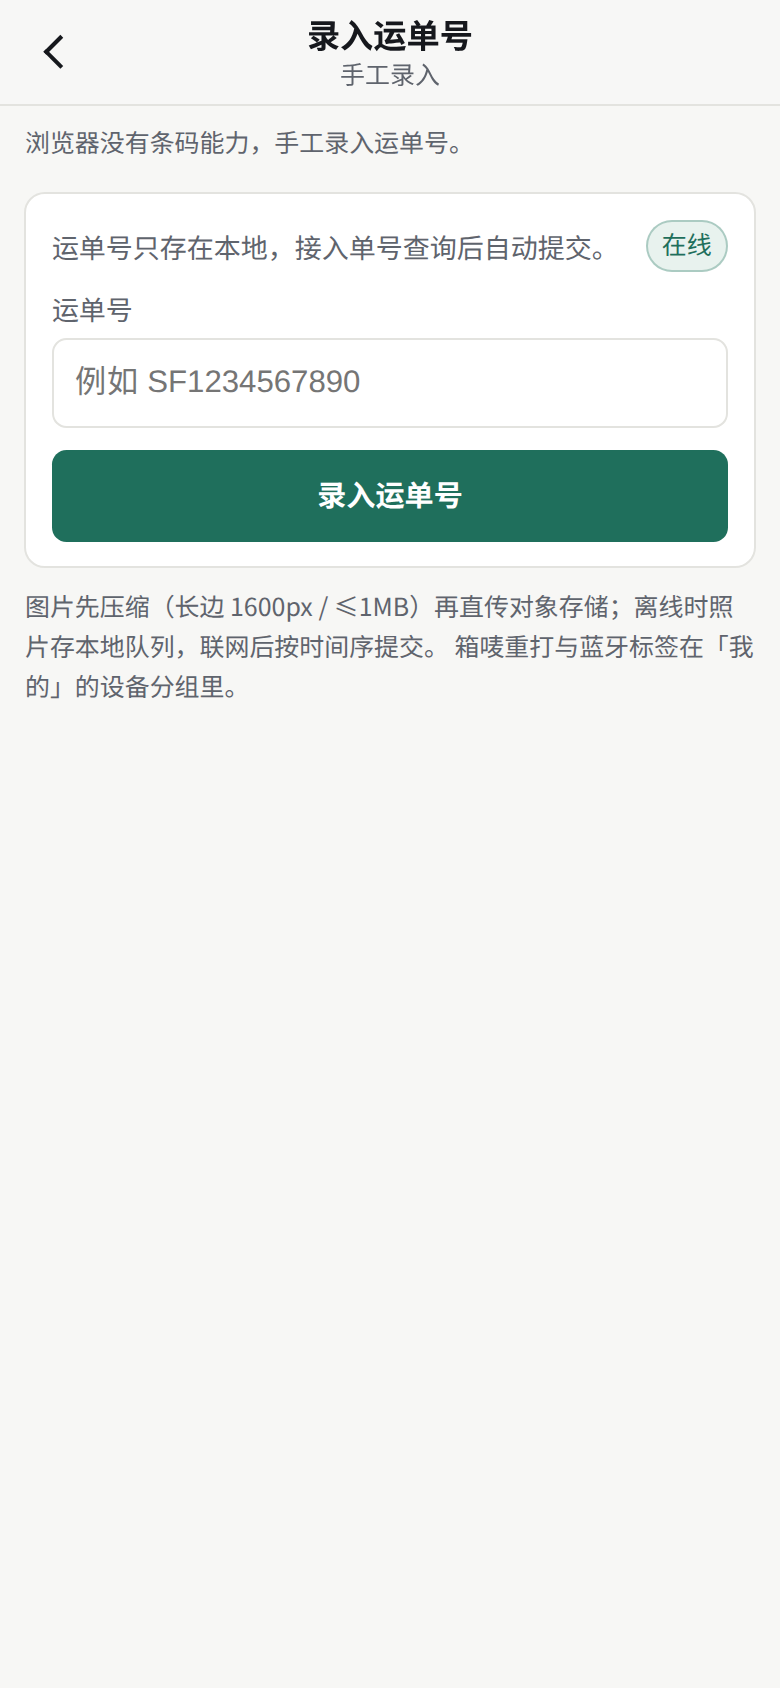 录入运单号
手工录入
浏览器没有条码能力，手工录入运单号。
运单号只存在本地，接入单号查询后自动提交。
在线
运单号
例如 SF1234567890
录入运单号
图片先压缩（长边 1600px / ≤1MB）再直传对象存储；离线时照
片存本地队列，联网后按时间序提交。 箱唛重打与蓝牙标签在「我
的」的设备分组里。